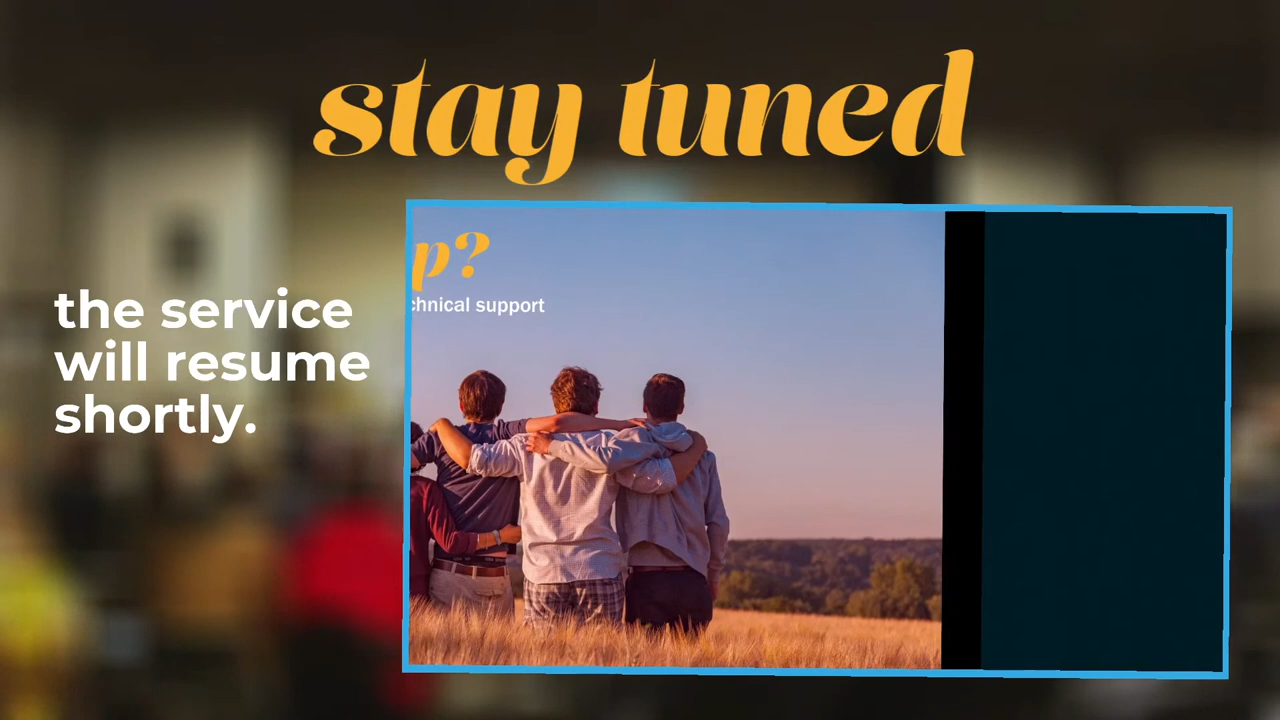 stay tuned
p?
chnical support
the service
will resume
shortly.